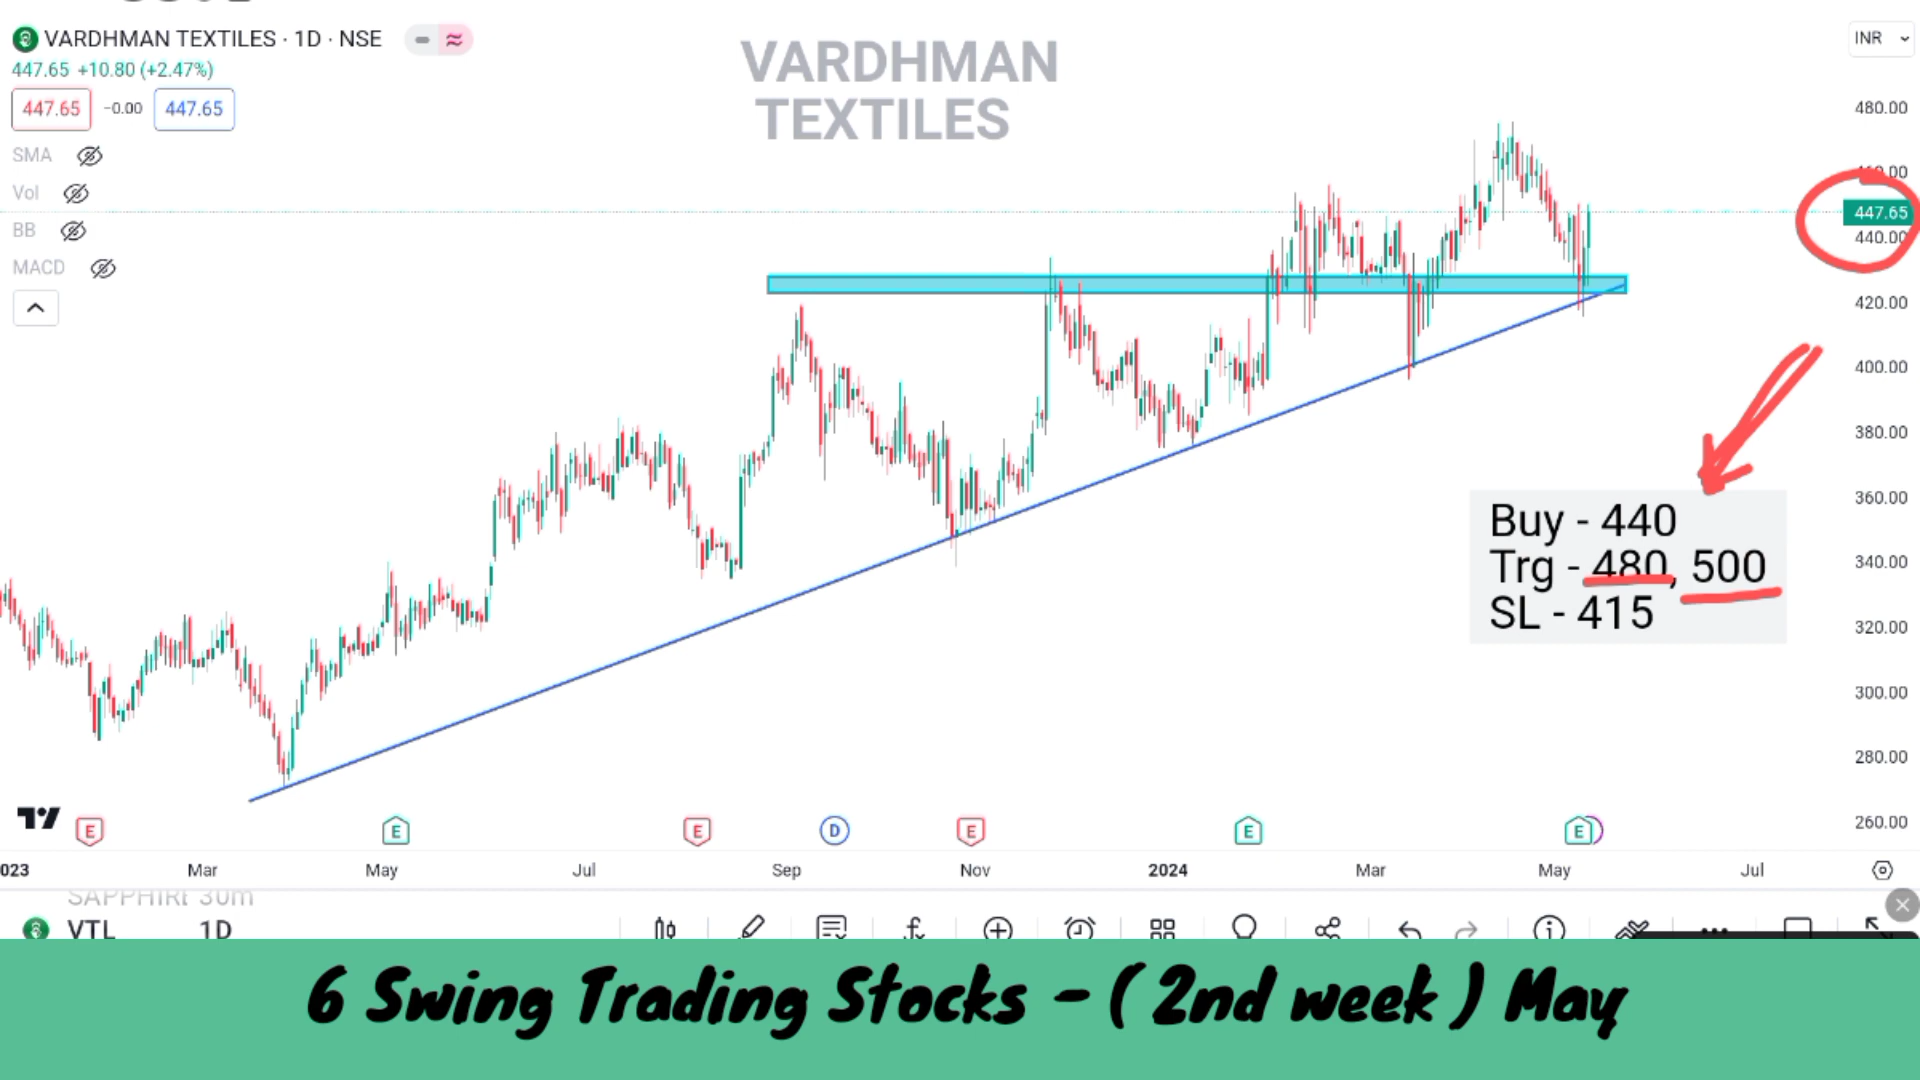 VARDHMAN TEXTILES · 1D · NSE
INR
447.65 +10.80 (+2.47%)
447.65 −0.00 447.65
SMA
Vol
BB
MACD
VARDHMAN
TEXTILES
480.00
447.65
440.00
420.00
400.00
380.00
360.00
340.00
320.00
300.00
280.00
260.00
Buy - 440
Trg - 480, 500
SL - 415
E E E D E E E
023 Mar May Jul Sep Nov 2024 Mar May Jul
SAPPHIRE 30m
VTL 1D
6 Swing Trading Stocks - ( 2nd week ) May